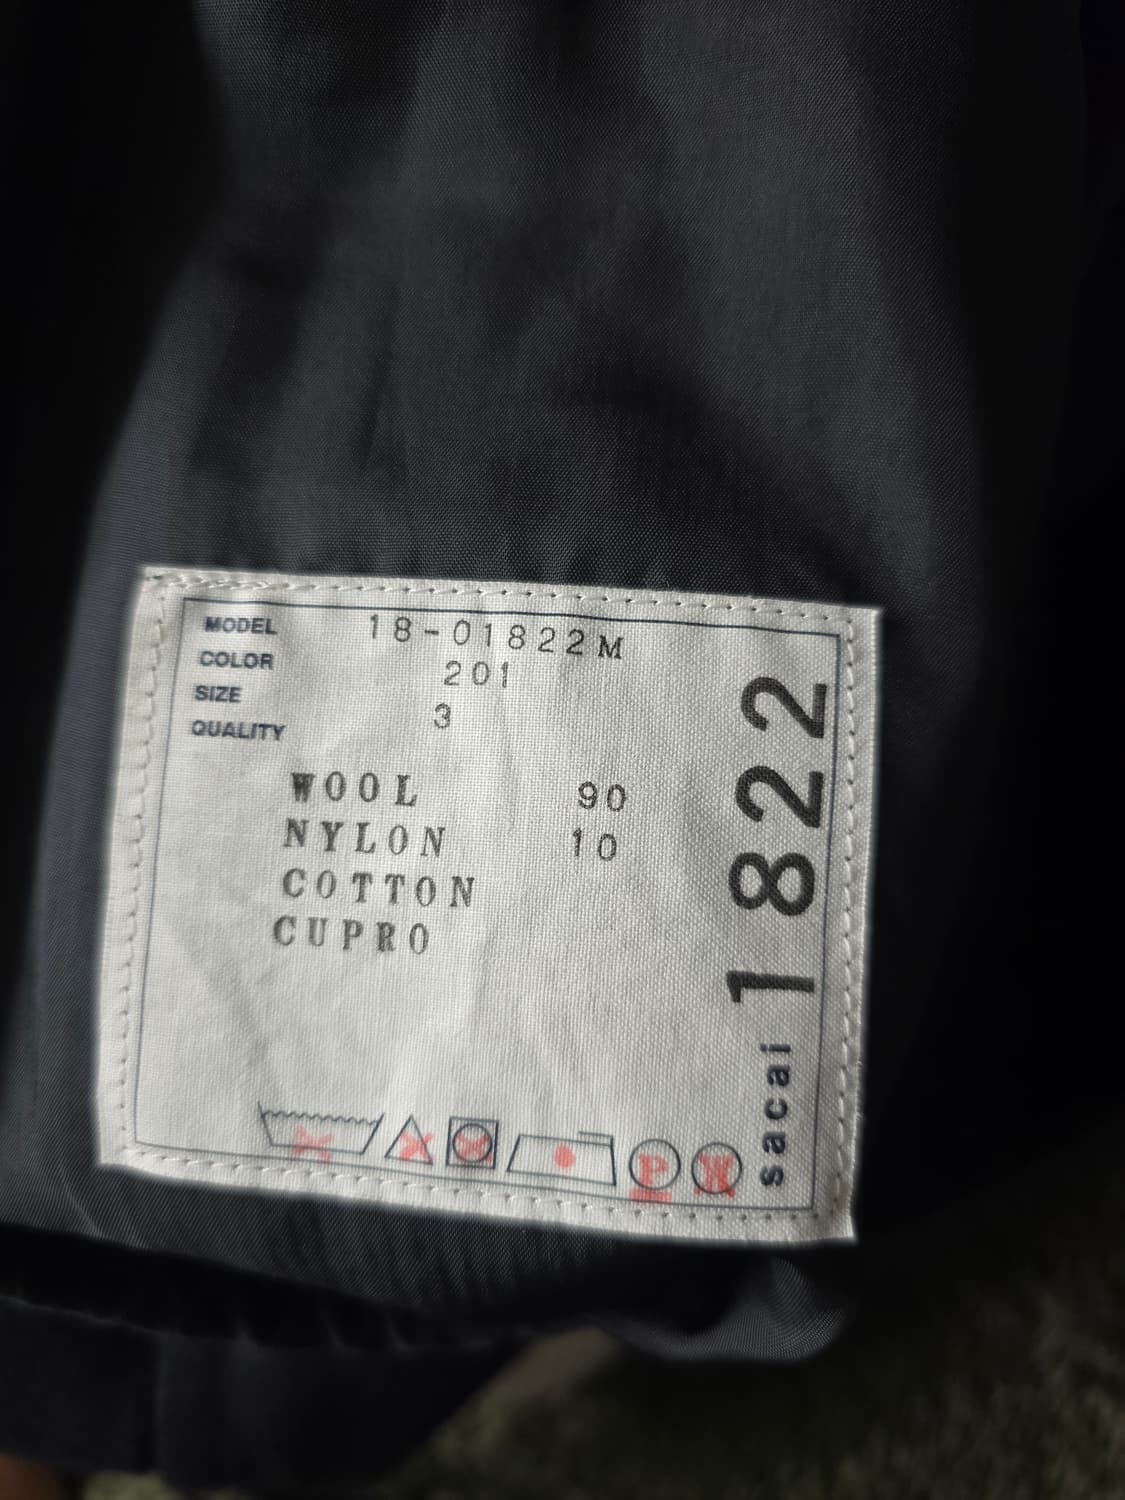 MODEL 18-01822M
COLOR 201
SIZE 3
QUALITY
WOOL 90
NYLON 10
COTTON
CUPRO
P
W
sacai 1822